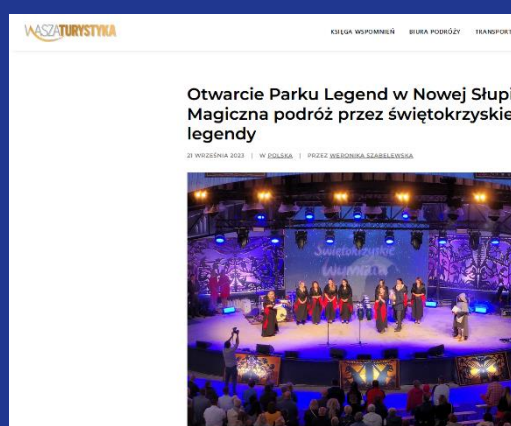 WASZATURYSTYKA
KSIĘGA WSPOMNIEŃ BIURA PODRÓŻY TRANSPORT
Otwarcie Parku Legend w Nowej Słupi
Magiczna podróż przez świętokrzyskie
legendy
21 WRZEŚNIA 2023 | W POLSKA | PRZEZ WERONIKA SZABELEWSKA
Świętokrzyskie